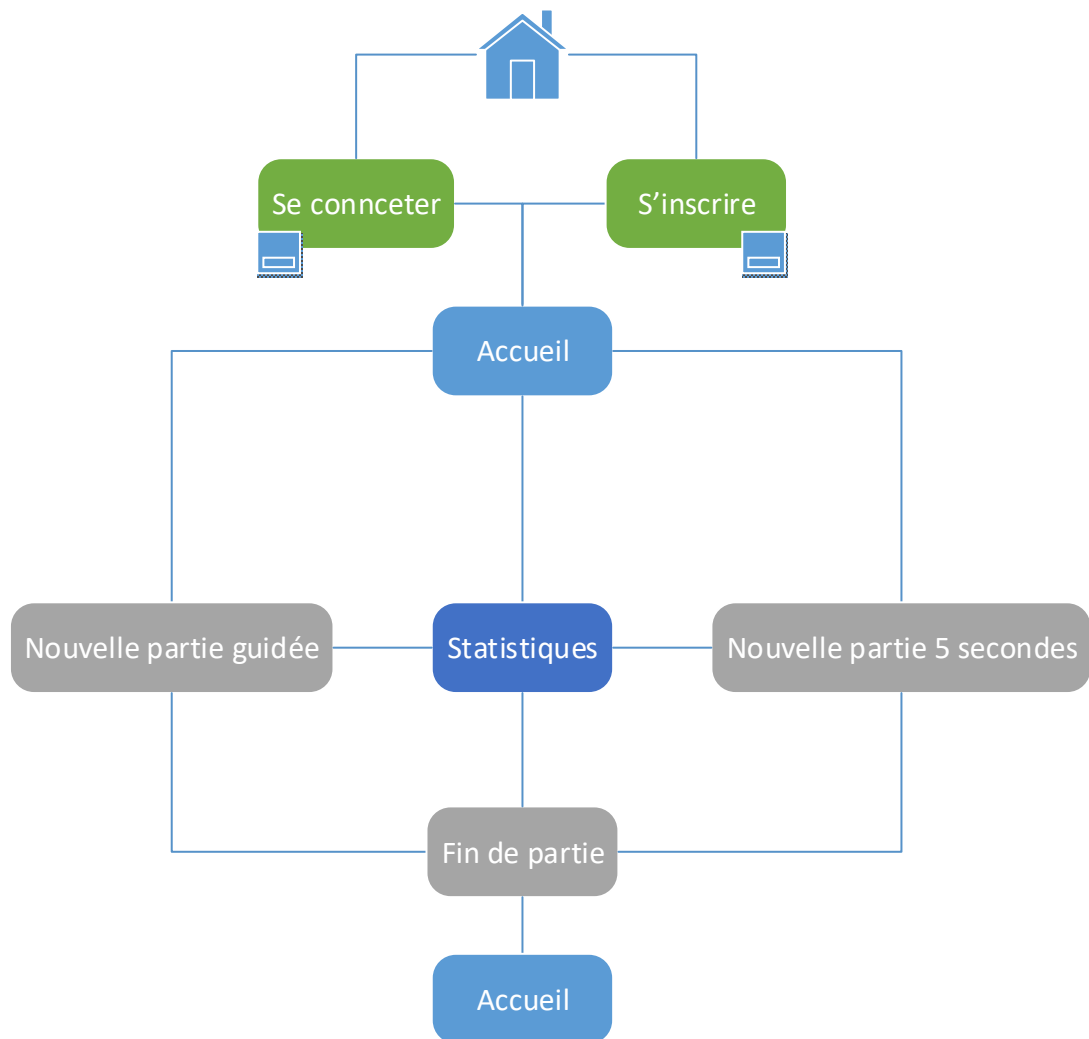 Se connceter
S’inscrire
Accueil
Nouvelle partie guidée
Statistiques
Nouvelle partie 5 secondes
Fin de partie
Accueil